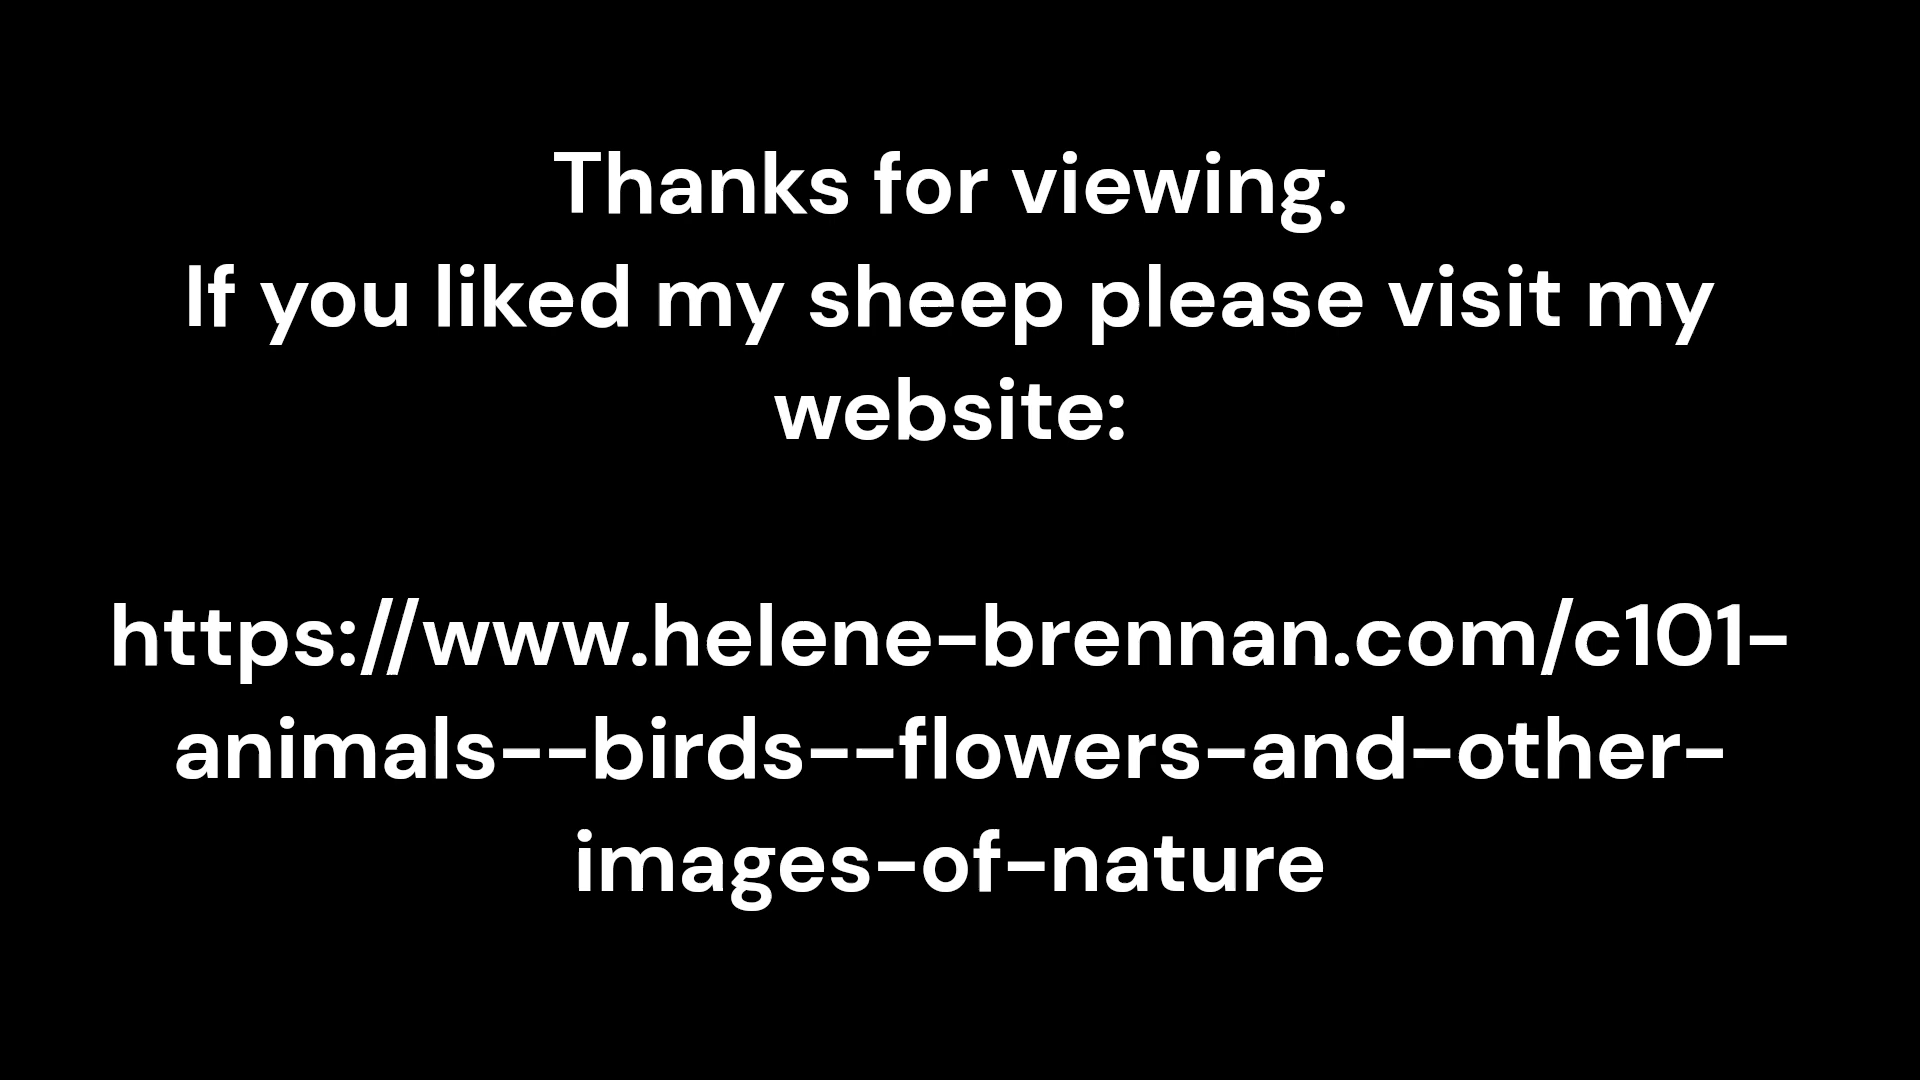 Thanks for viewing.
If you liked my sheep please visit my
website:
https://www.helene-brennan.com/c101-
animals--birds--flowers-and-other-
images-of-nature